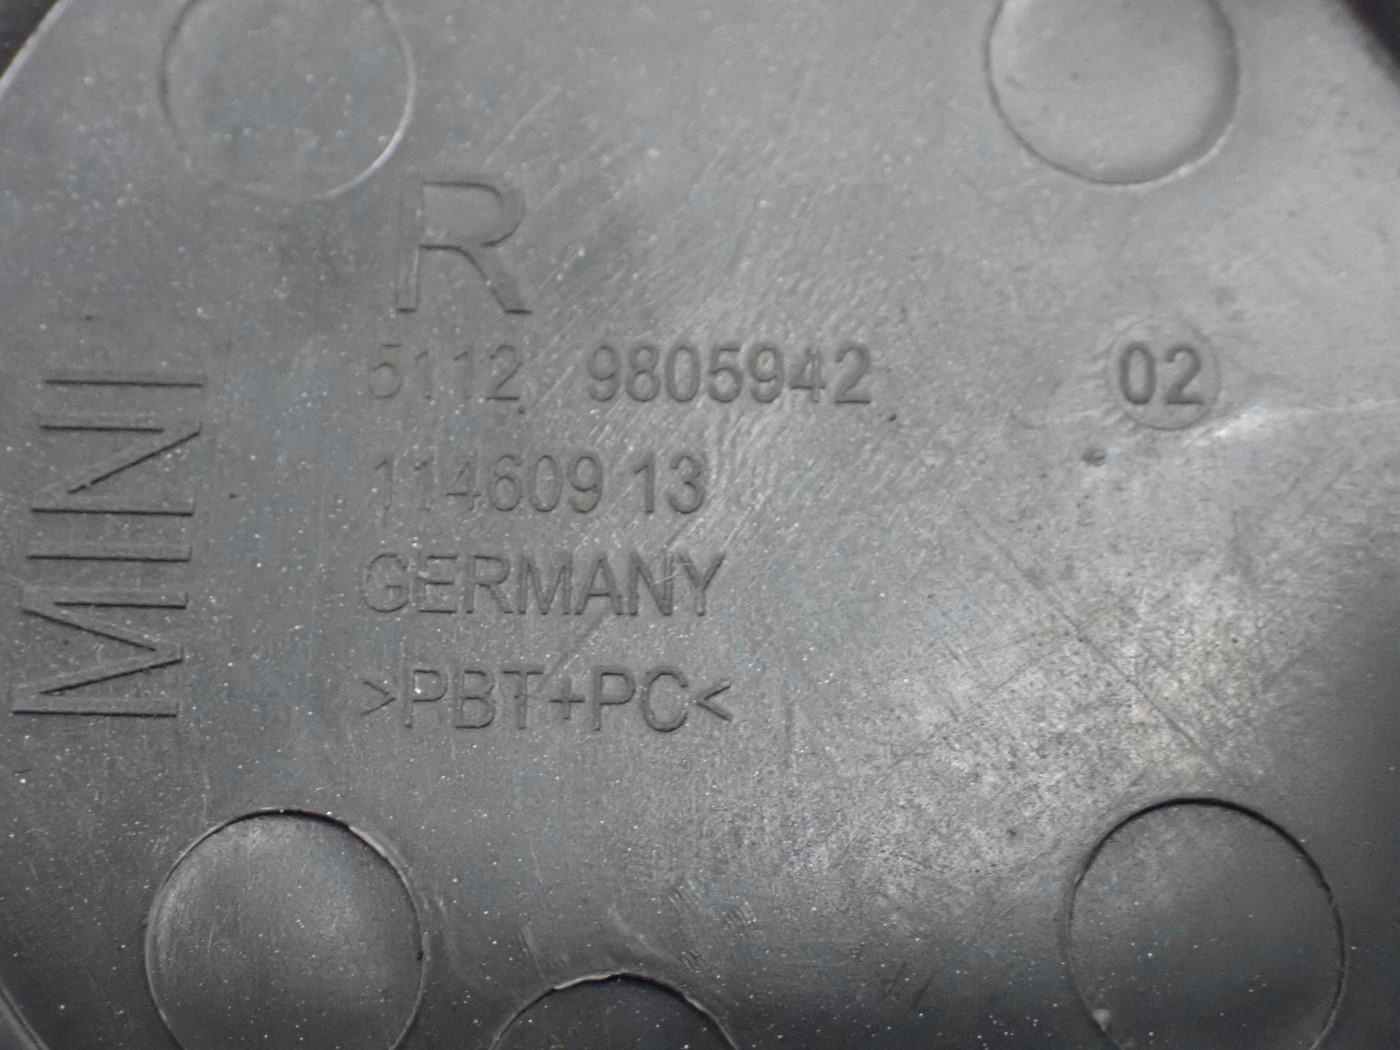 R
5112 9805942 02
114609 13
GERMANY
>PBT+PC<
MINI